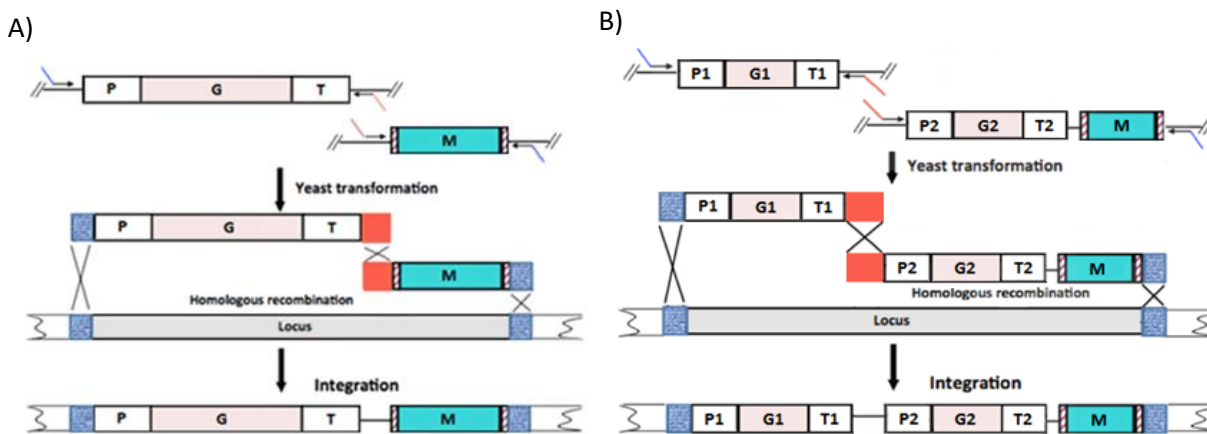 A)
P G T
M
Yeast transformation
P G T
M
Homologous recombination
Locus
Integration
P G T M
B)
P1 G1 T1
P2 G2 T2 M
Yeast transformation
P1 G1 T1
P2 G2 T2 M
Homologous recombination
Locus
Integration
P1 G1 T1 P2 G2 T2 M